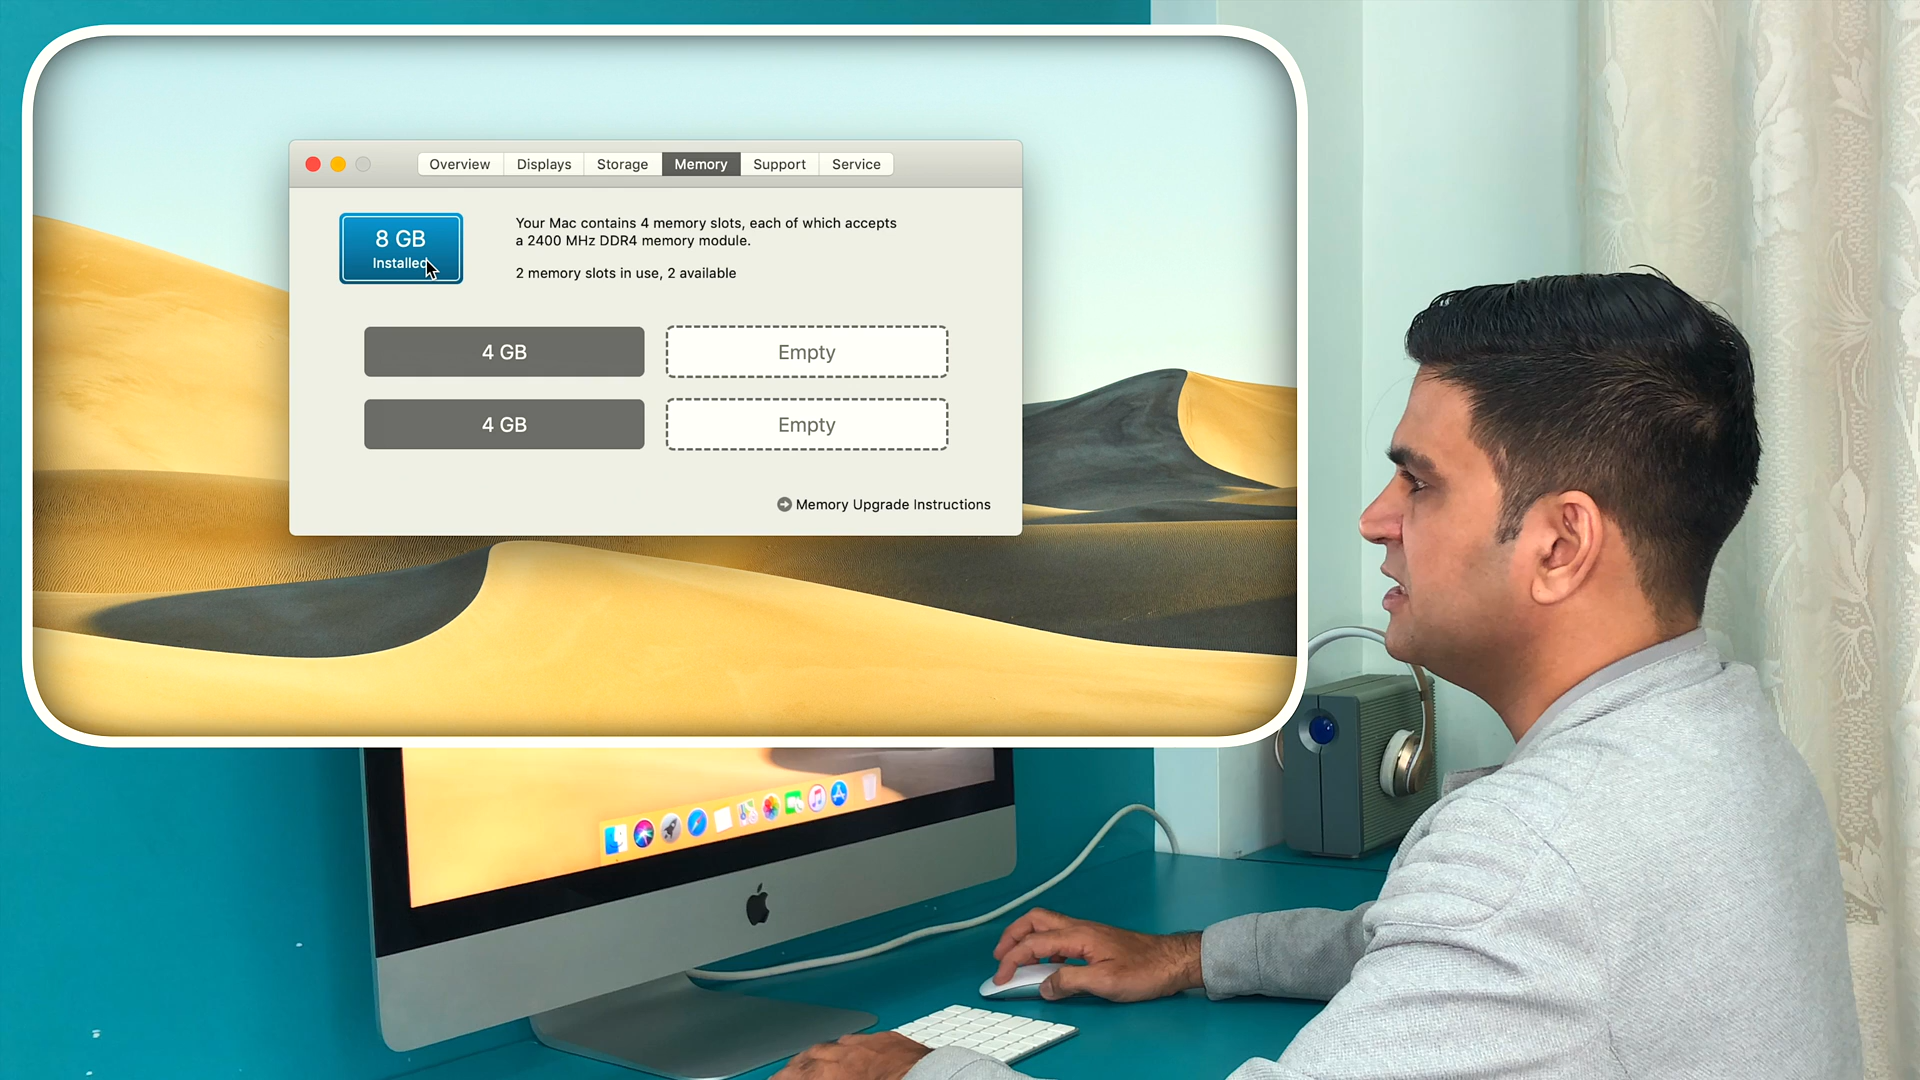 Overview Displays Storage Memory Support Service
8 GB
Installed
Your Mac contains 4 memory slots, each of which accepts
a 2400 MHz DDR4 memory module.
2 memory slots in use, 2 available
4 GB Empty
4 GB Empty
Memory Upgrade Instructions